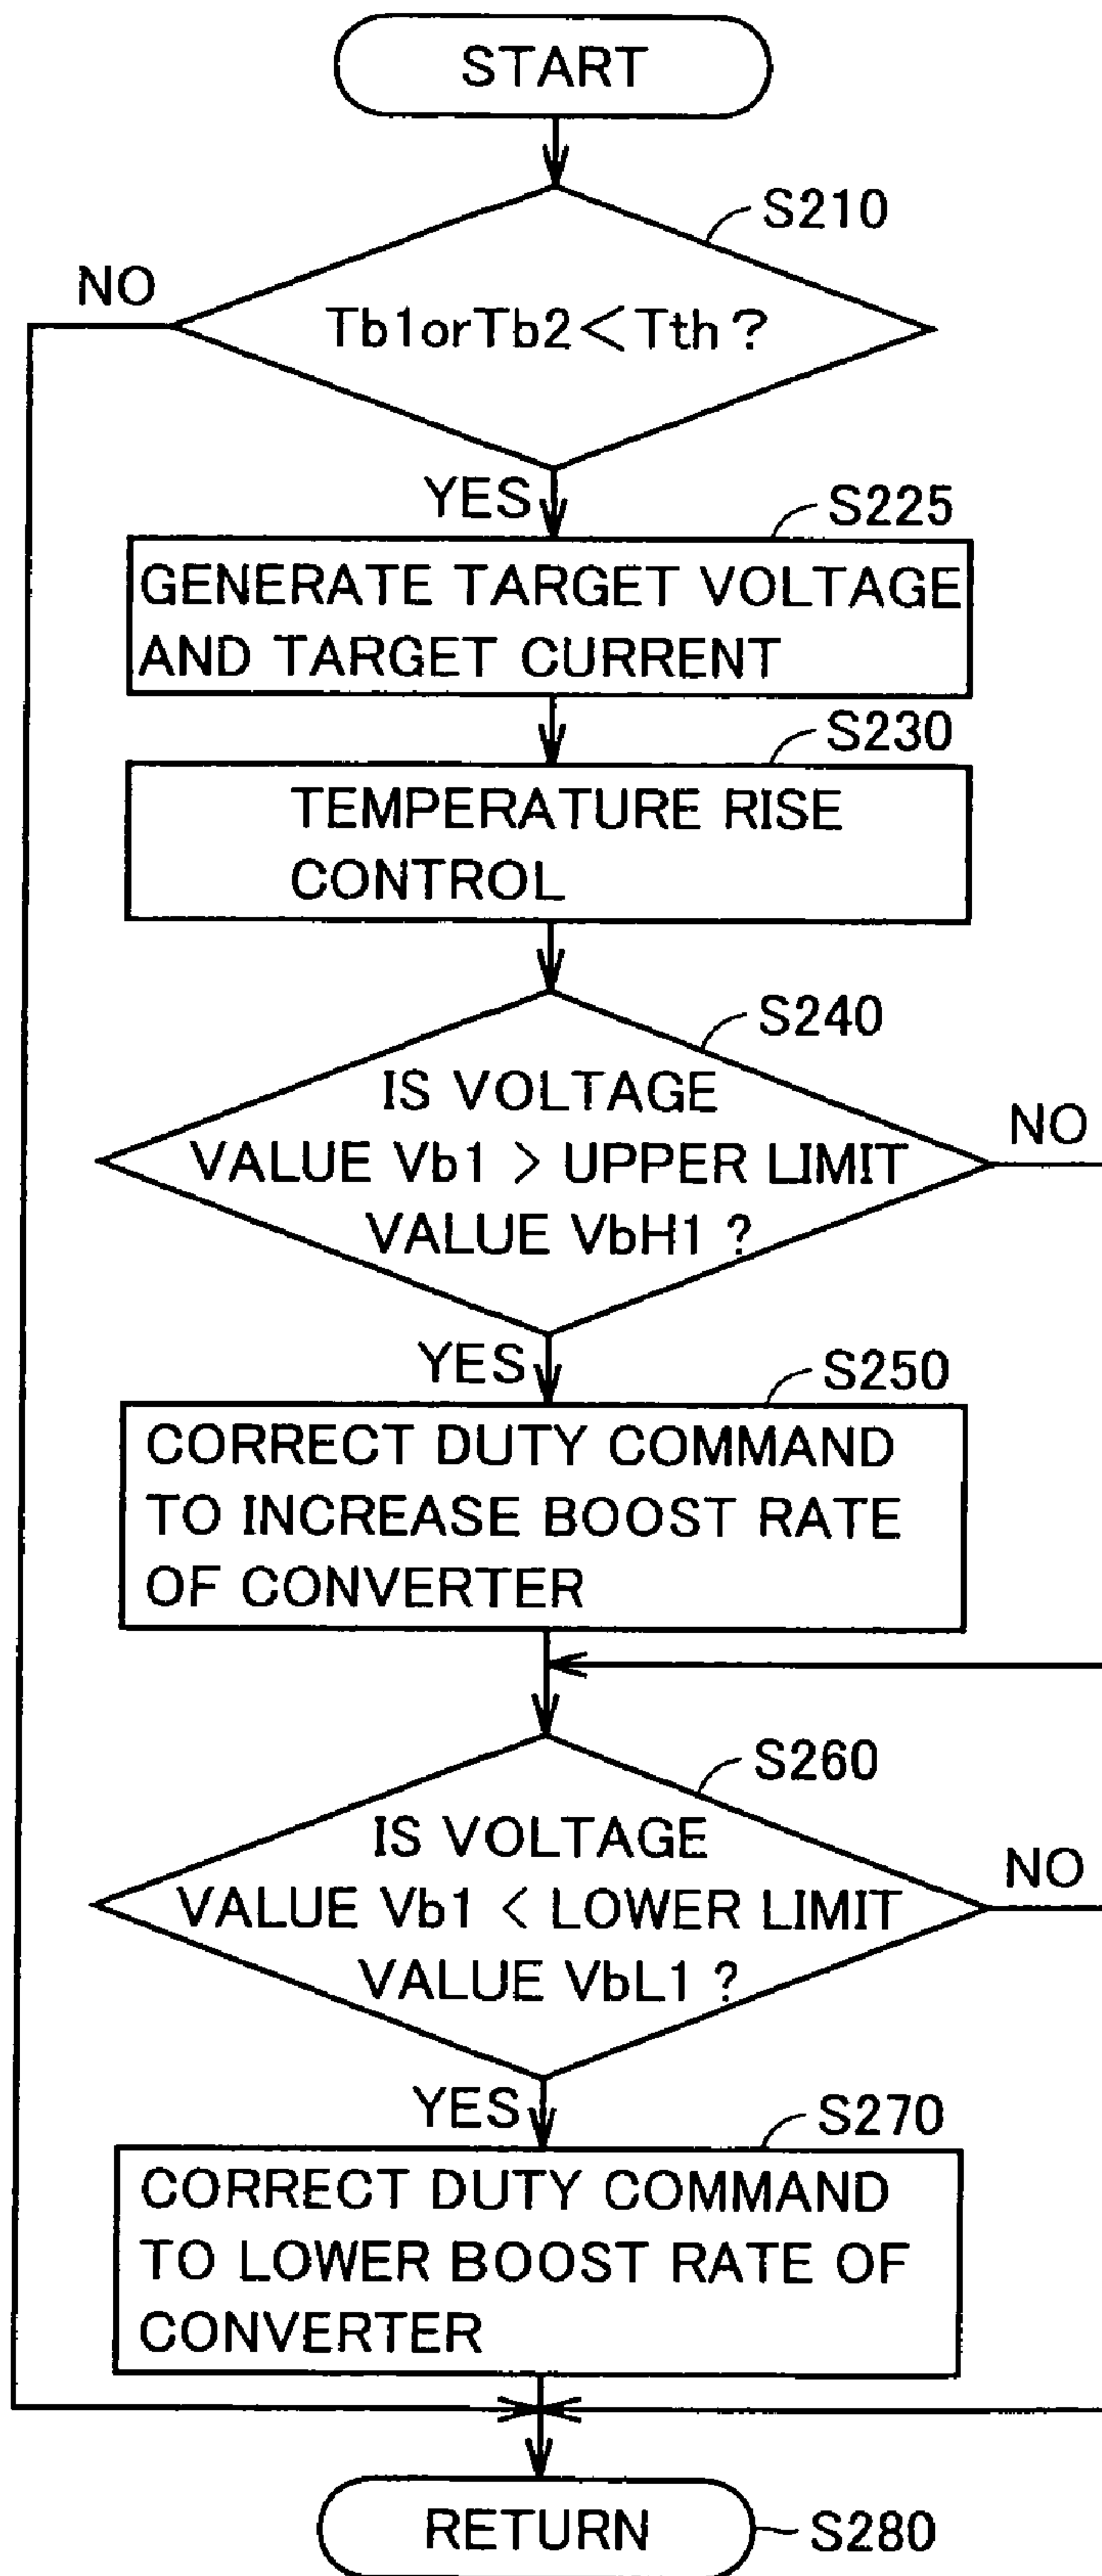 START
S210
NO
Tb1orTb2<Tth?
YES
S225
GENERATE TARGET VOLTAGE
AND TARGET CURRENT
S230
TEMPERATURE RISE
CONTROL
S240
IS VOLTAGE
NO
VALUE Vb1 > UPPER LIMIT
VALUE VbH1 ?
YES
S250
CORRECT DUTY COMMAND
TO INCREASE BOOST RATE
OF CONVERTER
S260
IS VOLTAGE
NO
VALUE Vb1 < LOWER LIMIT
VALUE VbL1 ?
YES
S270
CORRECT DUTY COMMAND
TO LOWER BOOST RATE OF
CONVERTER
RETURN
S280